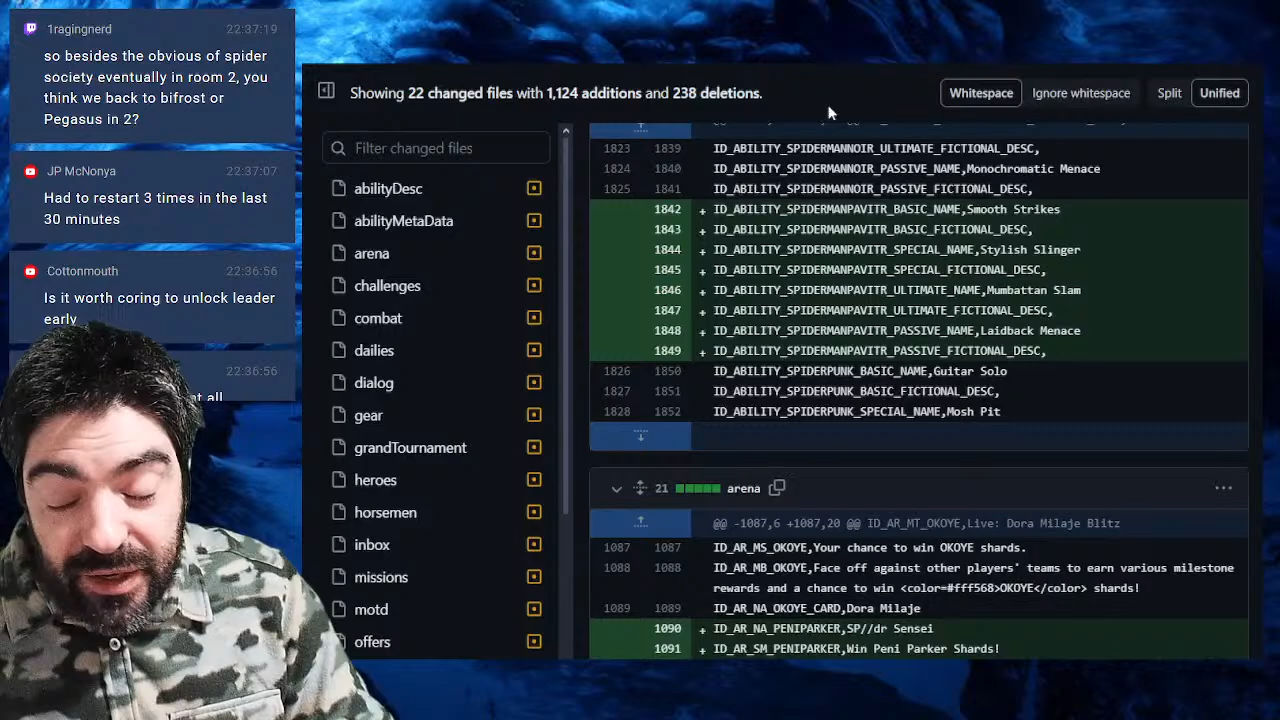 1ragingnerd 22:37:19
so besides the obvious of spider
society eventually in room 2, you
think we back to bifrost or
Pegasus in 2?
JP McNonya 22:37:07
Had to restart 3 times in the last
30 minutes
Cottonmouth 22:36:56
Is it worth coring to unlock leader
early
22:36:56
all
Showing 22 changed files with 1,124 additions and 238 deletions.
Whitespace Ignore whitespace Split Unified
Filter changed files
abilityDesc
abilityMetaData
arena
challenges
combat
dailies
dialog
gear
grandTournament
heroes
horsemen
inbox
missions
motd
offers
1823 1839 ID_ABILITY_SPIDERMANNOIR_ULTIMATE_FICTIONAL_DESC,
1824 1840 ID_ABILITY_SPIDERMANNOIR_PASSIVE_NAME,Monochromatic Menace
1825 1841 ID_ABILITY_SPIDERMANNOIR_PASSIVE_FICTIONAL_DESC,
1842 + ID_ABILITY_SPIDERMANPAVITR_BASIC_NAME,Smooth Strikes
1843 + ID_ABILITY_SPIDERMANPAVITR_BASIC_FICTIONAL_DESC,
1844 + ID_ABILITY_SPIDERMANPAVITR_SPECIAL_NAME,Stylish Slinger
1845 + ID_ABILITY_SPIDERMANPAVITR_SPECIAL_FICTIONAL_DESC,
1846 + ID_ABILITY_SPIDERMANPAVITR_ULTIMATE_NAME,Mumbattan Slam
1847 + ID_ABILITY_SPIDERMANPAVITR_ULTIMATE_FICTIONAL_DESC,
1848 + ID_ABILITY_SPIDERMANPAVITR_PASSIVE_NAME,Laidback Menace
1849 + ID_ABILITY_SPIDERMANPAVITR_PASSIVE_FICTIONAL_DESC,
1826 1850 ID_ABILITY_SPIDERPUNK_BASIC_NAME,Guitar Solo
1827 1851 ID_ABILITY_SPIDERPUNK_BASIC_FICTIONAL_DESC,
1828 1852 ID_ABILITY_SPIDERPUNK_SPECIAL_NAME,Mosh Pit
21 arena
@@ -1087,6 +1087,20 @@ ID_AR_MT_OKOYE,Live: Dora Milaje Blitz
1087 1087 ID_AR_MS_OKOYE,Your chance to win OKOYE shards.
1088 1088 ID_AR_MB_OKOYE,Face off against other players' teams to earn various milestone
rewards and a chance to win <color=#fff568>OKOYE</color> shards!
1089 1089 ID_AR_NA_OKOYE_CARD,Dora Milaje
1090 + ID_AR_NA_PENIPARKER,SP//dr Sensei
1091 + ID_AR_SM_PENIPARKER,Win Peni Parker Shards!